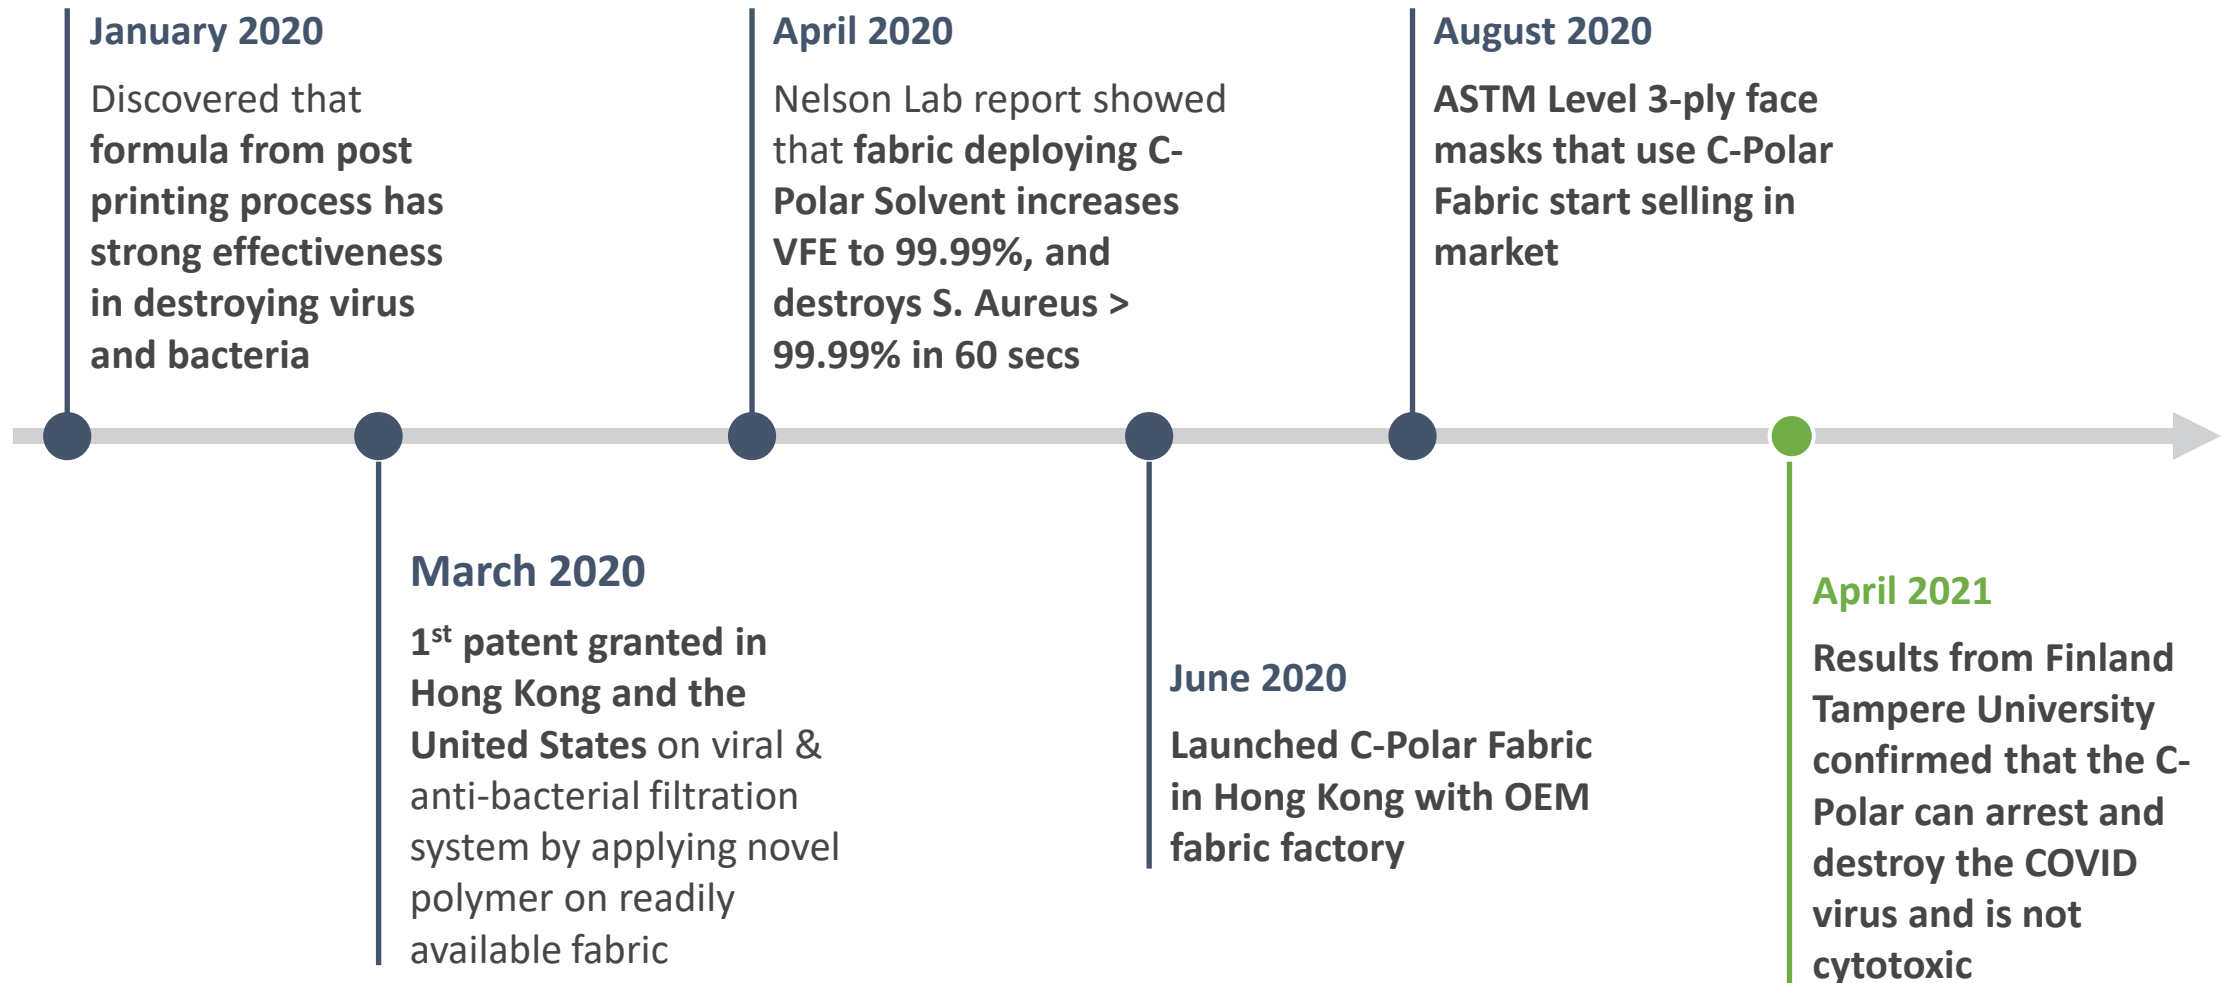 January 2020
Discovered that
formula from post
printing process has
strong effectiveness
in destroying virus
and bacteria
March 2020
1st patent granted in
Hong Kong and the
United States on viral &
anti-bacterial filtration
system by applying novel
polymer on readily
available fabric
April 2020
Nelson Lab report showed
that fabric deploying C-
Polar Solvent increases
VFE to 99.99%, and
destroys S. Aureus >
99.99% in 60 secs
June 2020
Launched C-Polar Fabric
in Hong Kong with OEM
fabric factory
August 2020
ASTM Level 3-ply face
masks that use C-Polar
Fabric start selling in
market
April 2021
Results from Finland
Tampere University
confirmed that the C-
Polar can arrest and
destroy the COVID
virus and is not
cytotoxic